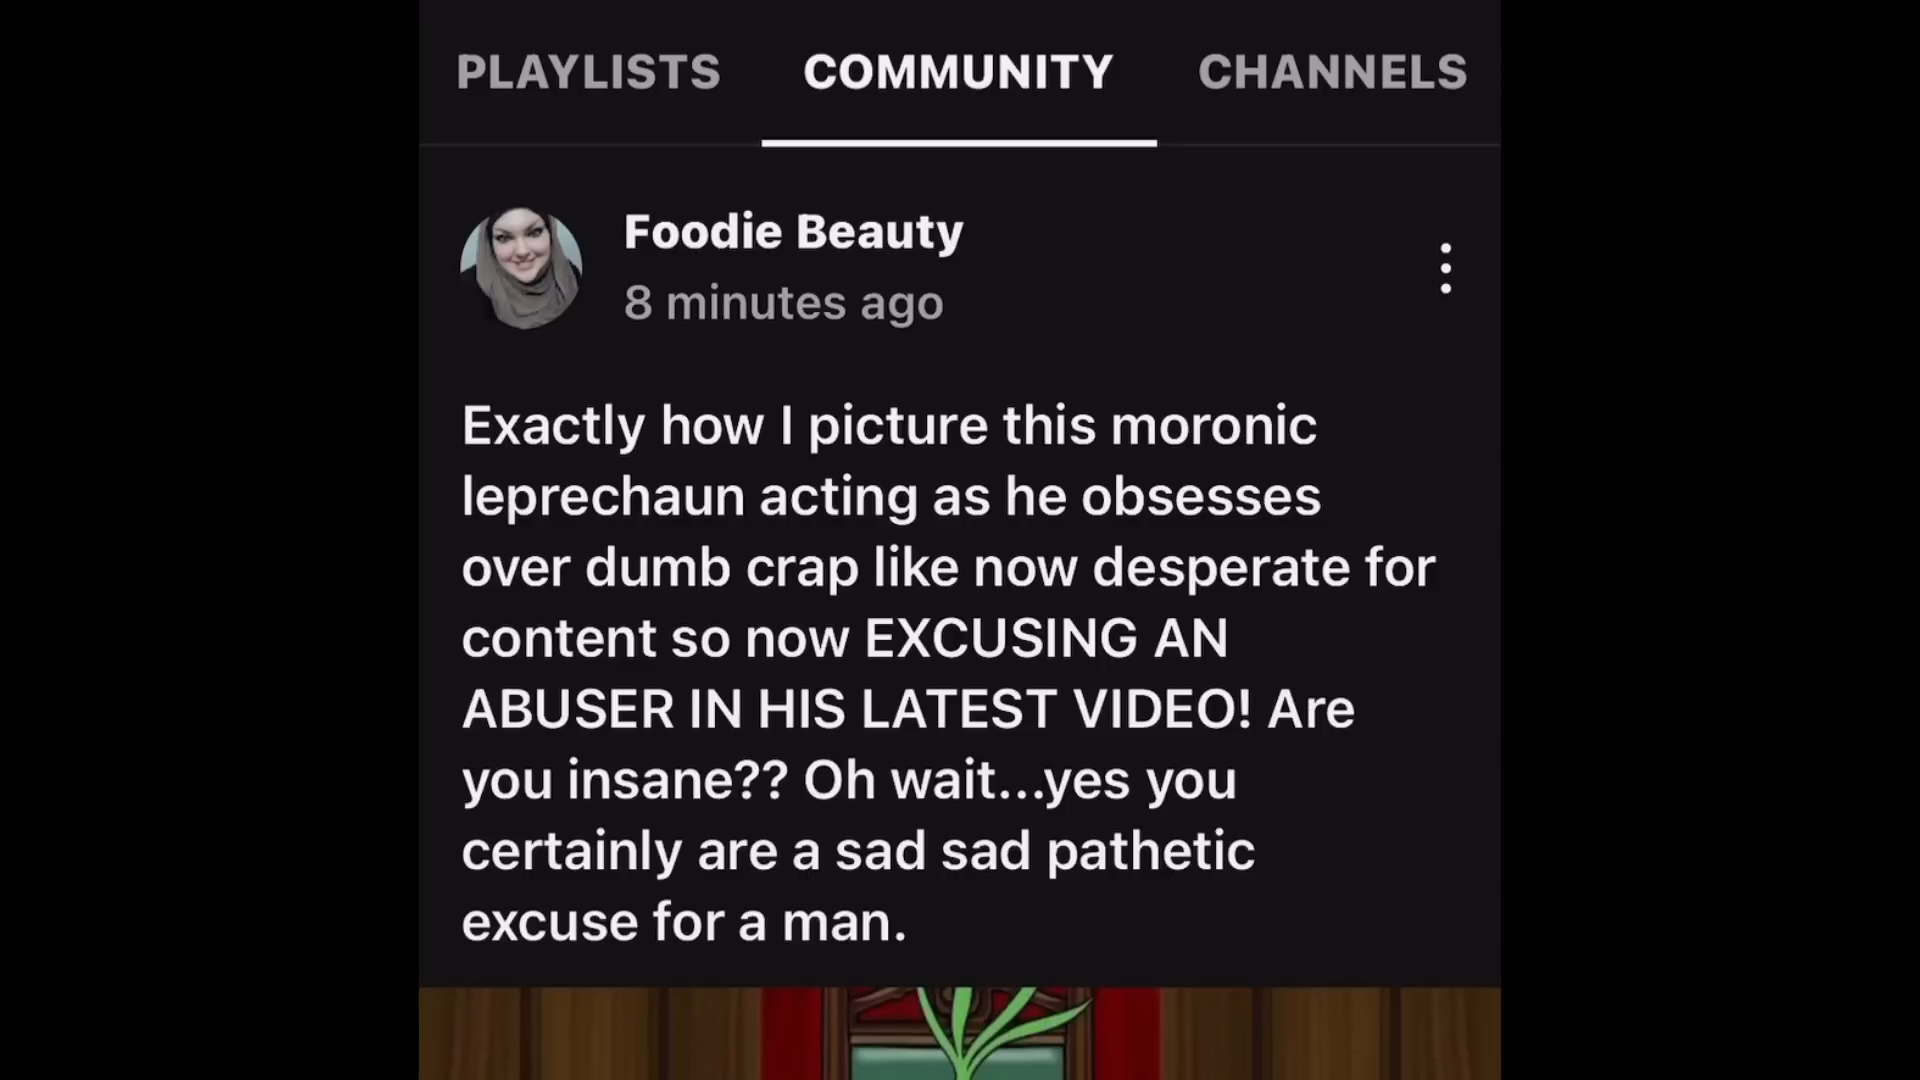 PLAYLISTS COMMUNITY CHANNELS
Foodie Beauty
8 minutes ago
Exactly how I picture this moronic
leprechaun acting as he obsesses
over dumb crap like now desperate for
content so now EXCUSING AN
ABUSER IN HIS LATEST VIDEO! Are
you insane?? Oh wait...yes you
certainly are a sad sad pathetic
excuse for a man.